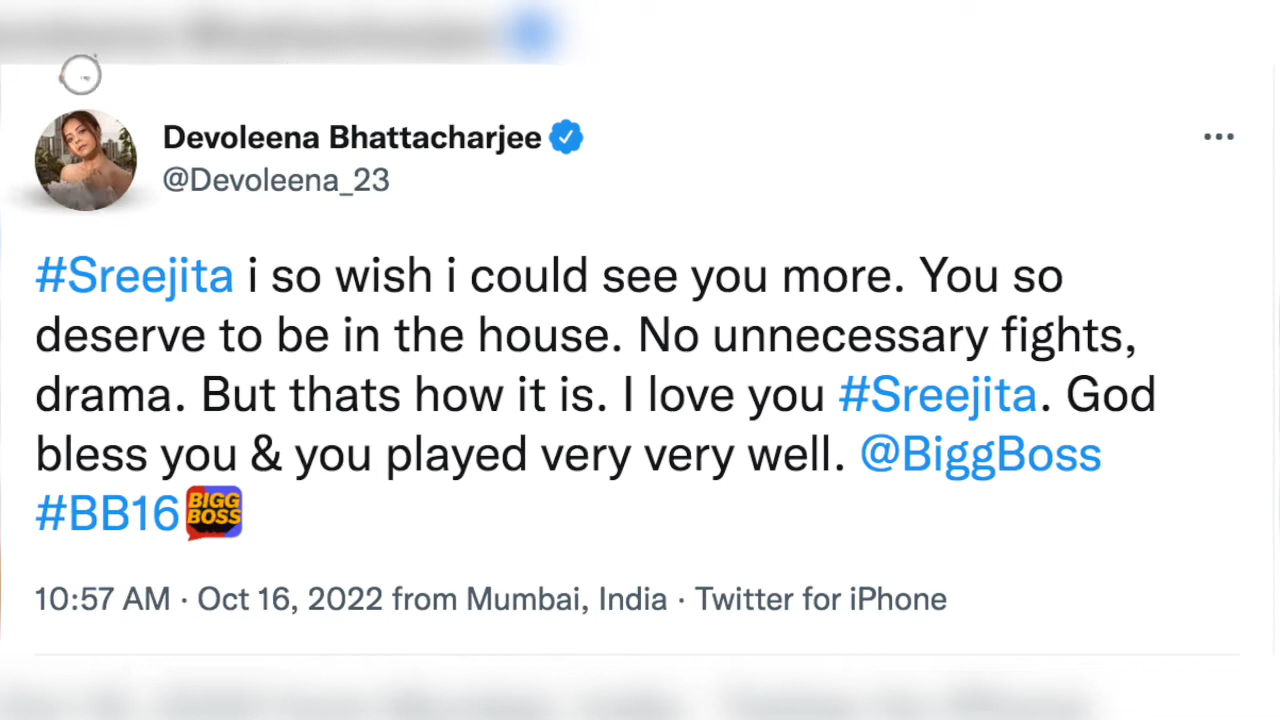 Devoleena Bhattacharjee
@Devoleena_23
#Sreejita i so wish i could see you more. You so
deserve to be in the house. No unnecessary fights,
drama. But thats how it is. I love you #Sreejita. God
bless you & you played very very well. @BiggBoss
#BB16 BIGG
BOSS
10:57 AM · Oct 16, 2022 from Mumbai, India · Twitter for iPhone